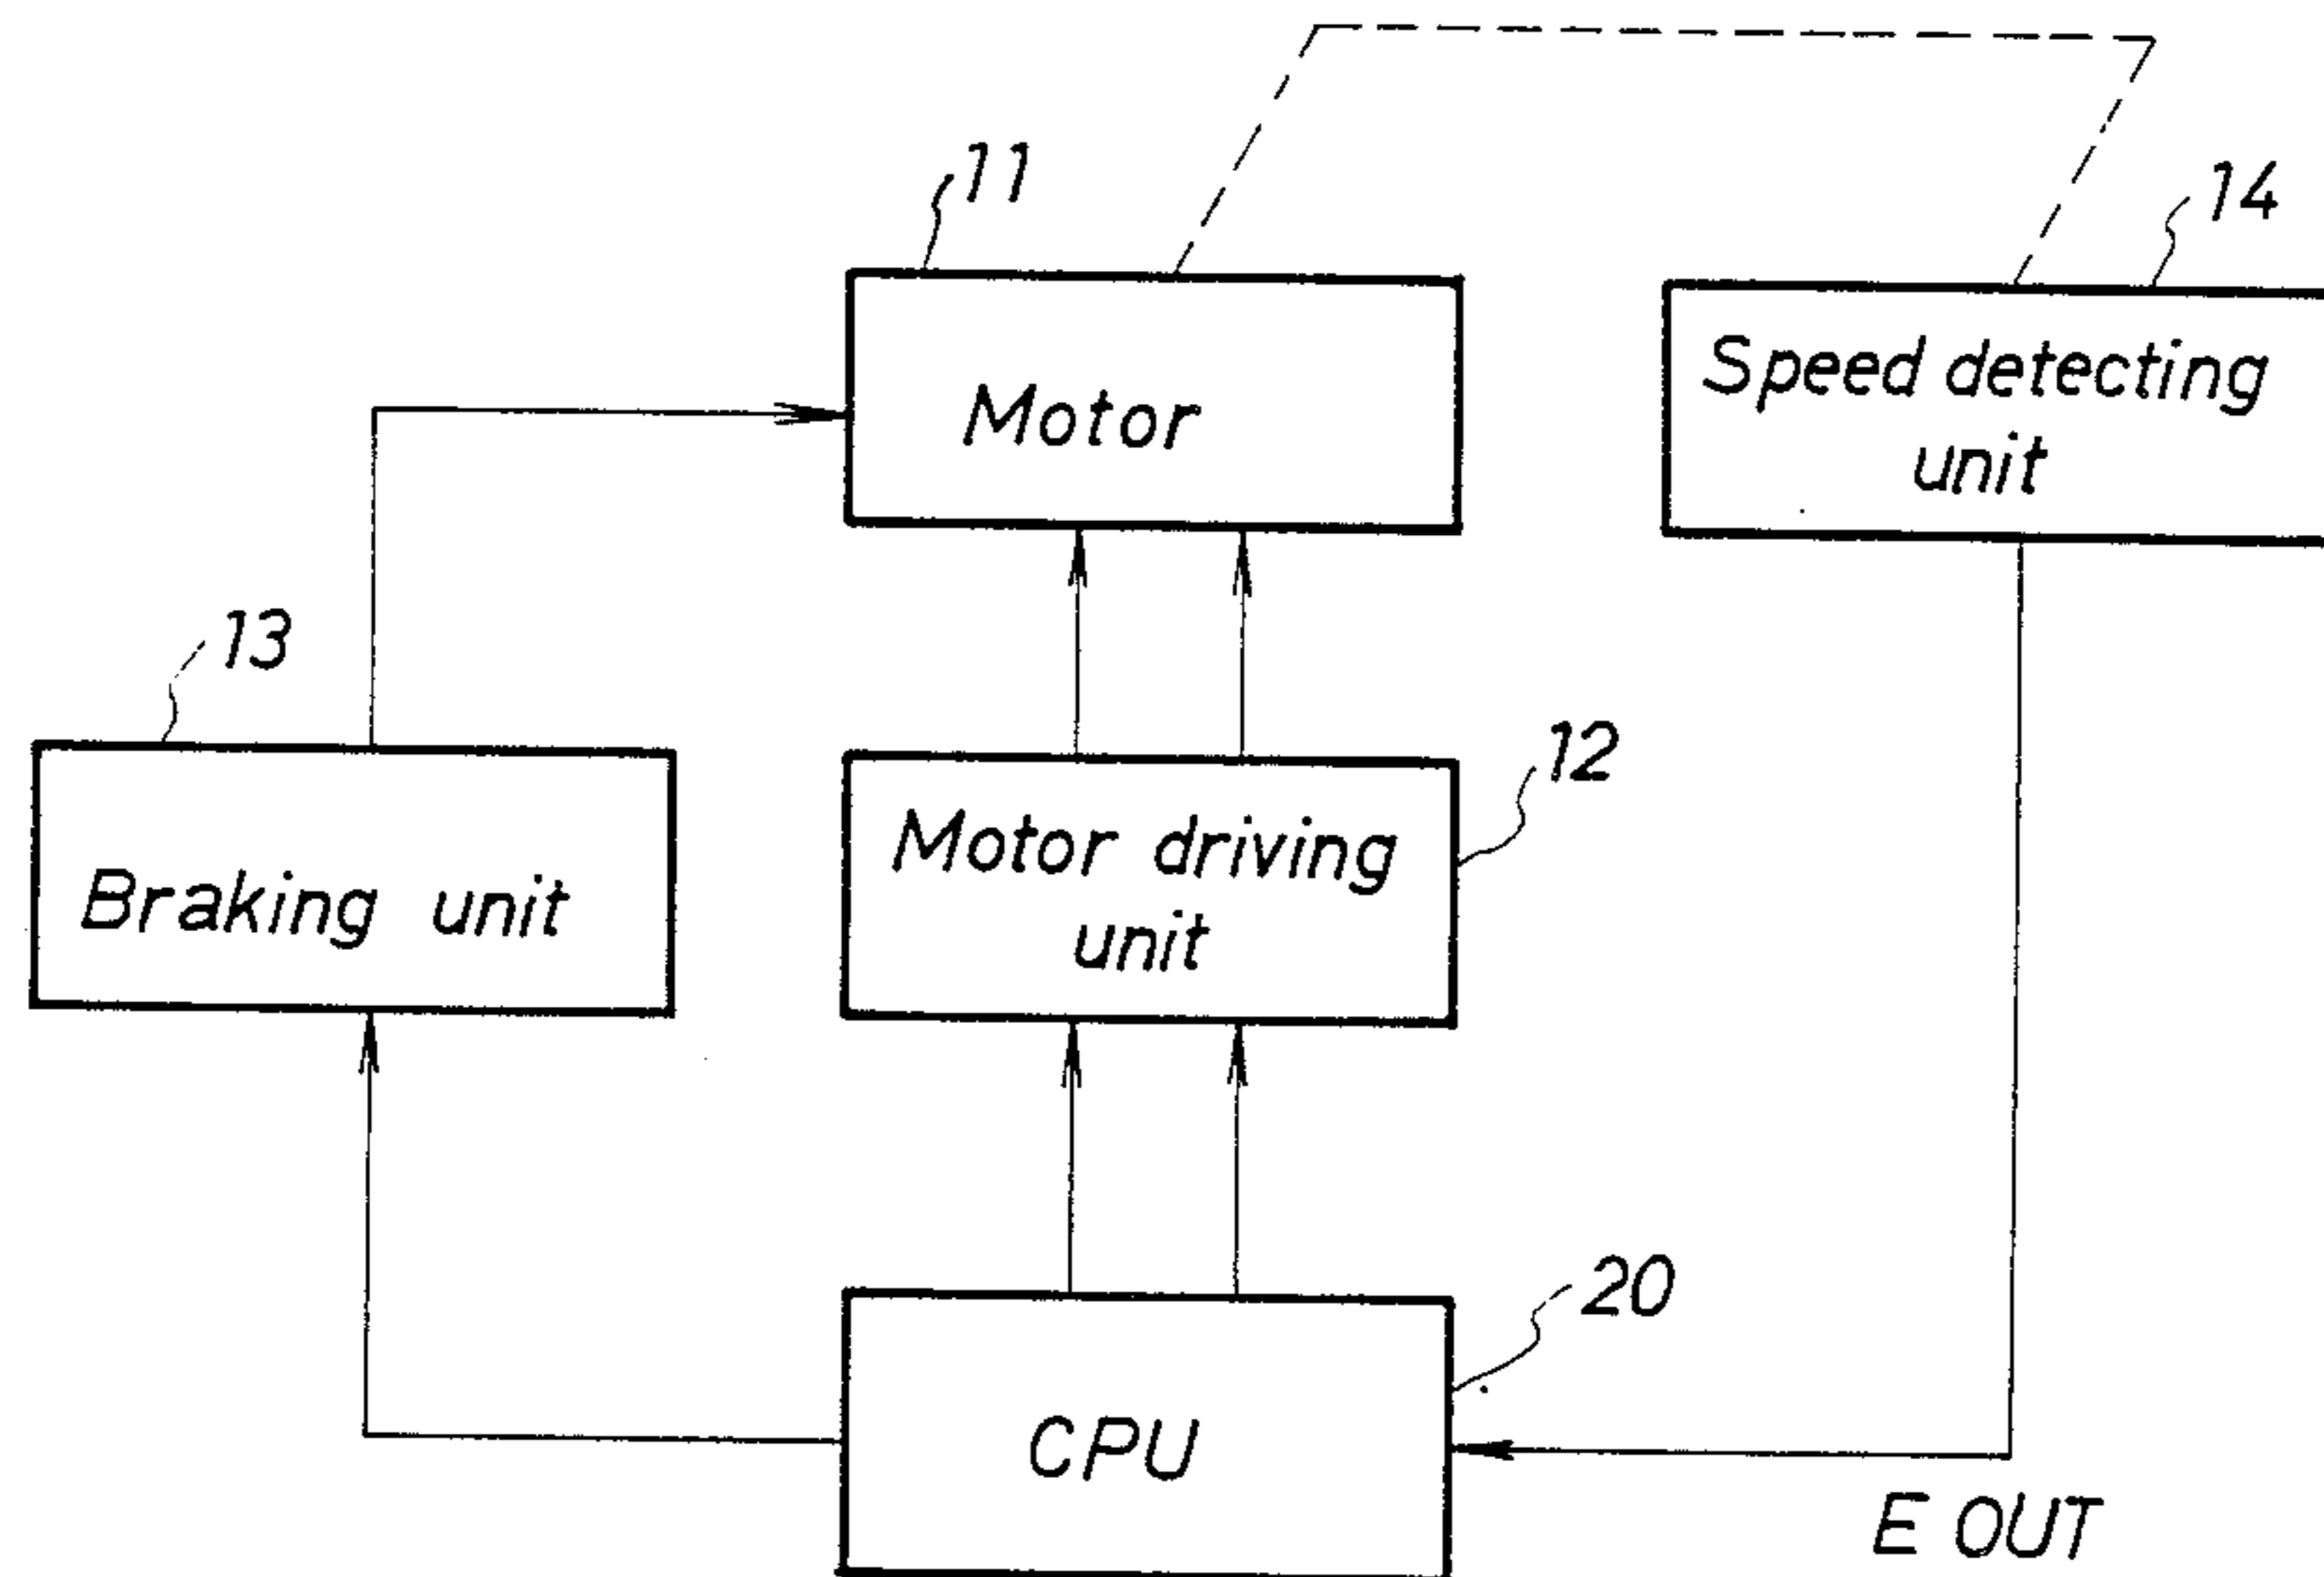 11
14
Motor
Speed detecting
unit
13
12
Braking unit
Motor driving
unit
20
CPU
E OUT